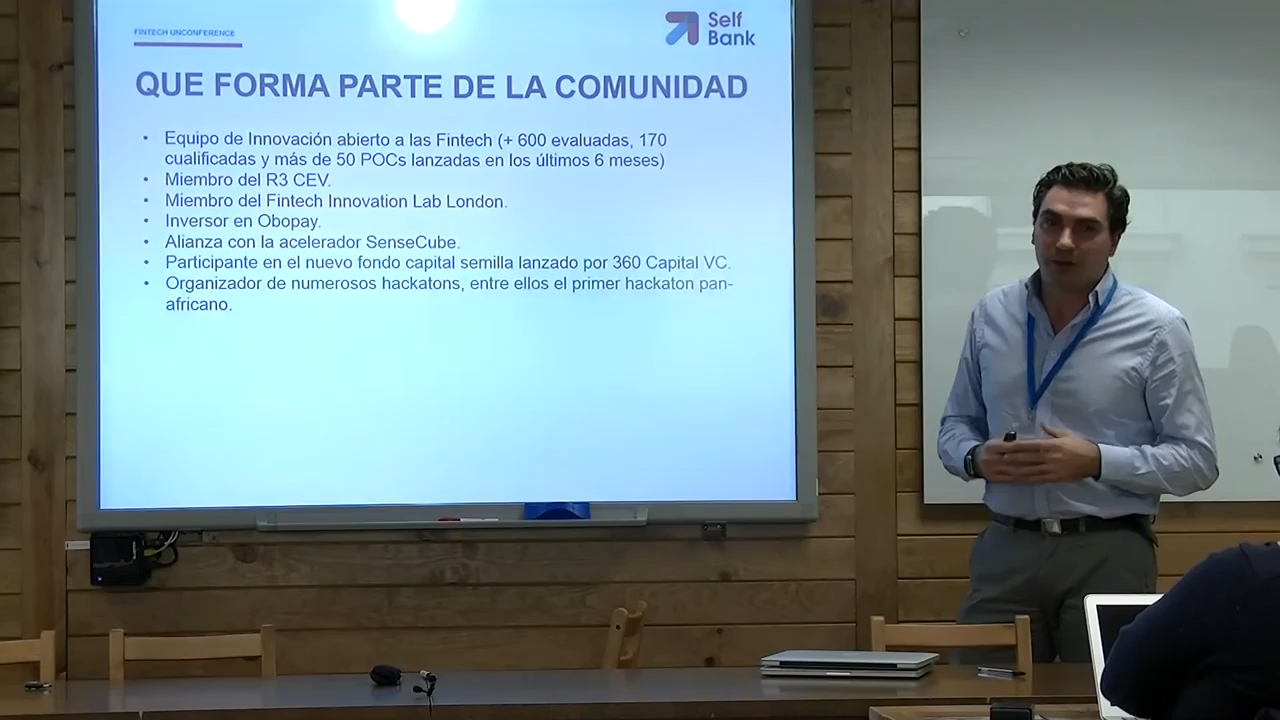 FINTECH UNCONFERENCE
Self
Bank
QUE FORMA PARTE DE LA COMUNIDAD
• Equipo de Innovación abierto a las Fintech (+ 600 evaluadas, 170
cualificadas y más de 50 POCs lanzadas en los últimos 6 meses)
• Miembro del R3 CEV.
• Miembro del Fintech Innovation Lab London.
• Inversor en Obopay.
• Alianza con la acelerador SenseCube.
• Participante en el nuevo fondo capital semilla lanzado por 360 Capital VC.
• Organizador de numerosos hackatons, entre ellos el primer hackaton pan-
africano.